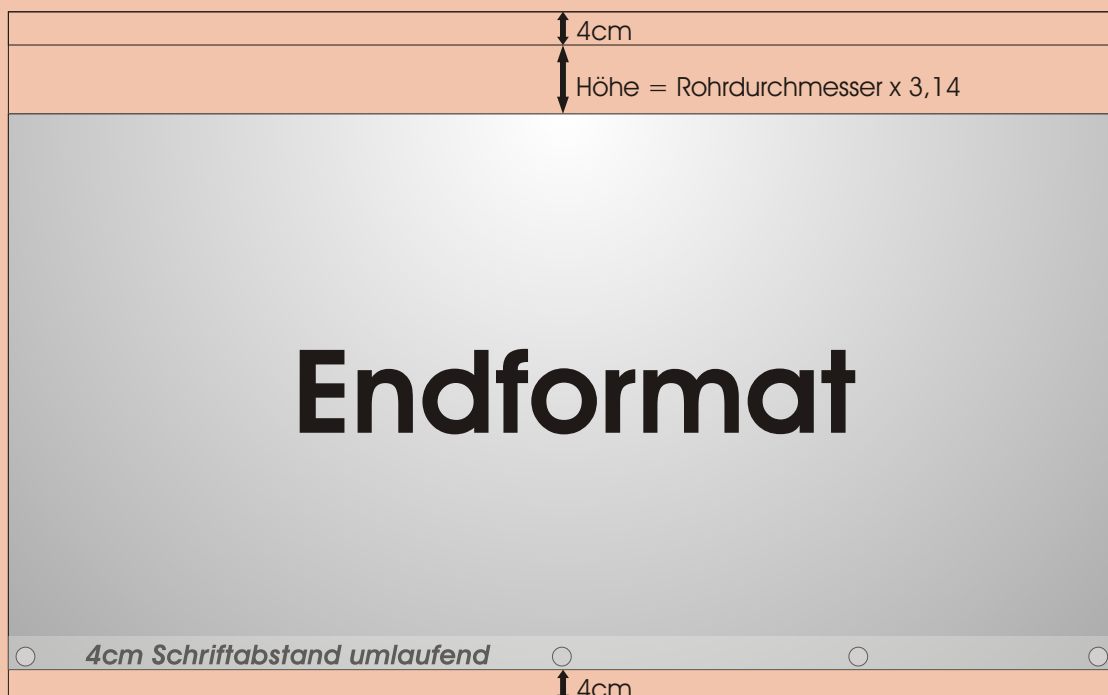 4cm
Höhe = Rohrdurchmesser x 3,14
Endformat
4cm Schriftabstand umlaufend
4cm